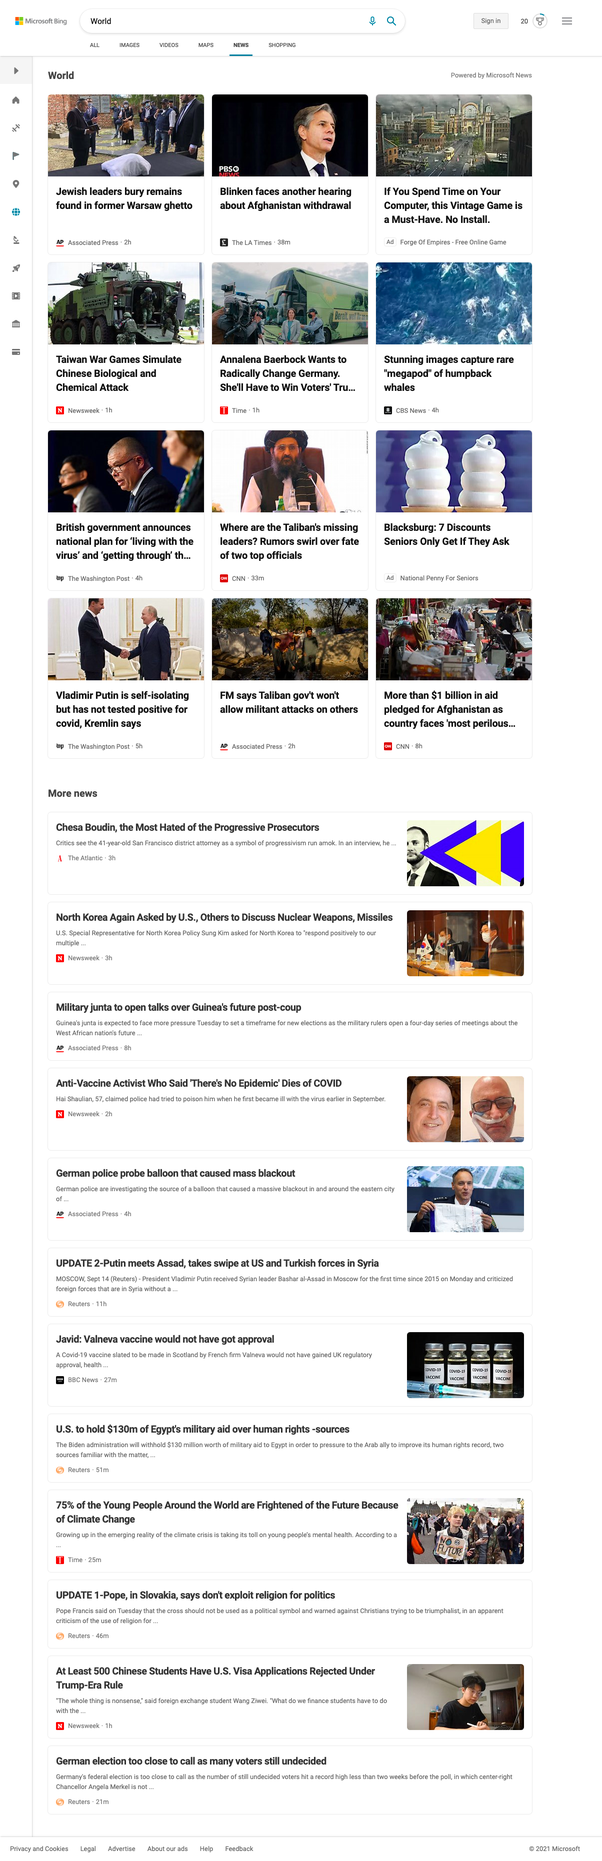 Microsoft Bing
World
Sign in
20
ALL
IMAGES
VIDEOS
MAPS
NEWS
SHOPPING
World
Powered by Microsoft News
Jewish leaders bury remains
found in former Warsaw ghetto
AP Associated Press · 2h
PBS
NEWS
Blinken faces another hearing
about Afghanistan withdrawal
The LA Times · 38m
If You Spend Time on Your
Computer, this Vintage Game is
a Must-Have. No Install.
Ad Forge Of Empires - Free Online Game
Taiwan War Games Simulate
Chinese Biological and
Chemical Attack
N Newsweek · 1h
Annalena Baerbock Wants to
Radically Change Germany.
She'll Have to Win Voters' Tru...
T Time · 1h
Stunning images capture rare
"megapod" of humpback
whales
CBS News · 4h
British government announces
national plan for 'living with the
virus' and 'getting through' th...
wp The Washington Post · 4h
Where are the Taliban's missing
leaders? Rumors swirl over fate
of two top officials
CNN CNN · 33m
Blacksburg: 7 Discounts
Seniors Only Get If They Ask
Ad National Penny For Seniors
Vladimir Putin is self-isolating
but has not tested positive for
covid, Kremlin says
wp The Washington Post · 5h
FM says Taliban gov't won't
allow militant attacks on others
AP Associated Press · 2h
More than $1 billion in aid
pledged for Afghanistan as
country faces 'most perilous...
CNN CNN · 8h
More news
Chesa Boudin, the Most Hated of the Progressive Prosecutors
Critics see the 41-year-old San Francisco district attorney as a symbol of progressivism run amok. In an interview, he ...
A The Atlantic · 3h
North Korea Again Asked by U.S., Others to Discuss Nuclear Weapons, Missiles
U.S. Special Representative for North Korea Policy Sung Kim asked for North Korea to "respond positively to our
multiple ...
N Newsweek · 3h
Military junta to open talks over Guinea's future post-coup
Guinea's junta is expected to face more pressure Tuesday to set a timeframe for new elections as the military rulers open a four-day series of meetings about the
West African nation's future ...
AP Associated Press · 8h
Anti-Vaccine Activist Who Said 'There's No Epidemic' Dies of COVID
Hai Shaulian, 57, claimed police had tried to poison him when he first became ill with the virus earlier in September.
N Newsweek · 2h
German police probe balloon that caused mass blackout
German police are investigating the source of a balloon that caused a massive blackout in and around the eastern city
of ...
AP Associated Press · 4h
UPDATE 2-Putin meets Assad, takes swipe at US and Turkish forces in Syria
MOSCOW, Sept 14 (Reuters) - President Vladimir Putin received Syrian leader Bashar al-Assad in Moscow for the first time since 2015 on Monday and criticized
foreign forces that are in Syria without a ...
Reuters · 11h
Javid: Valneva vaccine would not have got approval
A Covid-19 vaccine slated to be made in Scotland by French firm Valneva would not have gained UK regulatory
approval, health ...
BBC News · 27m
COVID-19 VACCINE
COVID-19 VACCINE
COVID-19 VACCINE
COVID-19 VACCINE
U.S. to hold $130m of Egypt's military aid over human rights -sources
The Biden administration will withhold $130 million worth of military aid to Egypt in order to pressure to the Arab ally to improve its human rights record, two
sources familiar with the matter, ...
Reuters · 51m
75% of the Young People Around the World are Frightened of the Future Because
of Climate Change
Growing up in the emerging reality of the climate crisis is taking its toll on young people's mental health. According to a
...
T Time · 25m
NO
FUTURE
UPDATE 1-Pope, in Slovakia, says don't exploit religion for politics
Pope Francis said on Tuesday that the cross should not be used as a political symbol and warned against Christians trying to be triumphalist, in an apparent
criticism of the use of religion for ...
Reuters · 46m
At Least 500 Chinese Students Have U.S. Visa Applications Rejected Under
Trump-Era Rule
"The whole thing is nonsense," said foreign exchange student Wang Ziwei. "What do we finance students have to do
with the ...
N Newsweek · 1h
German election too close to call as many voters still undecided
Germany's federal election is too close to call as the number of still undecided voters hit a record high less than two weeks before the poll, in which center-right
Chancellor Angela Merkel is not ...
Reuters · 21m
Privacy and Cookies
Legal
Advertise
About our ads
Help
Feedback
© 2021 Microsoft